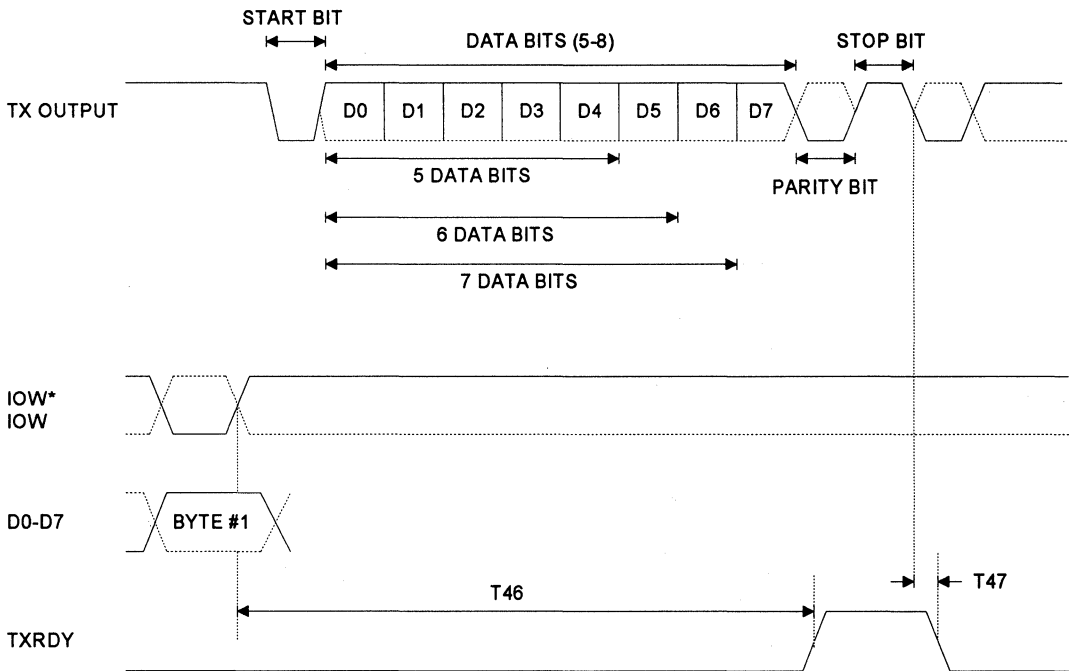 START BIT
DATA BITS (5-8)
STOP BIT
TX OUTPUT
D0 D1 D2 D3 D4 D5 D6 D7
5 DATA BITS
PARITY BIT
6 DATA BITS
7 DATA BITS
IOW*
IOW
D0-D7
BYTE #1
T46
T47
TXRDY